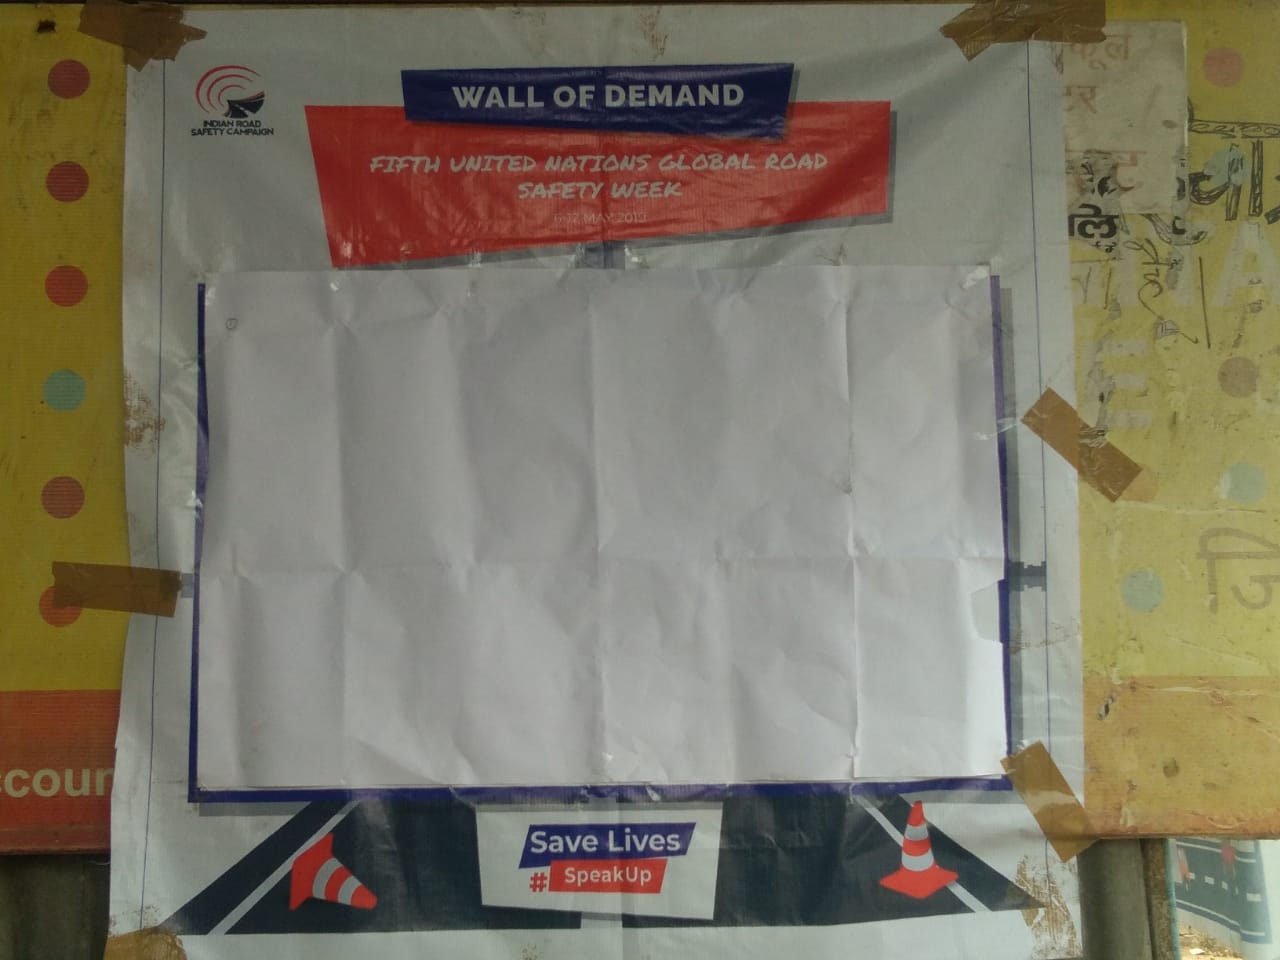 INDIAN ROAD
SAFETY CAMPAIGN
WALL OF DEMAND
FIFTH UNITED NATIONS GLOBAL ROAD
SAFETY WEEK
6-12 MAY 2019
Save Lives
# SpeakUp